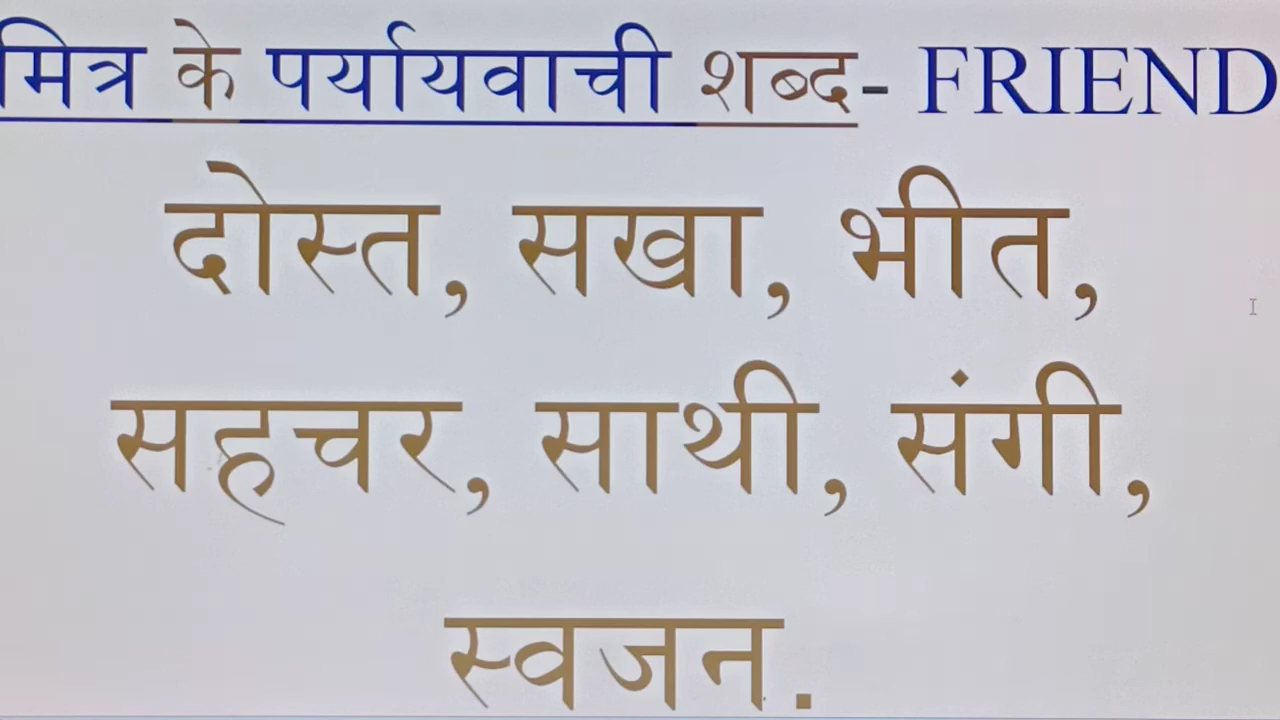 मित्र के पर्यायवाची शब्द- FRIEND
दोस्त, सखा, भीत,
सहचर, साथी, संगी,
स्वजन.